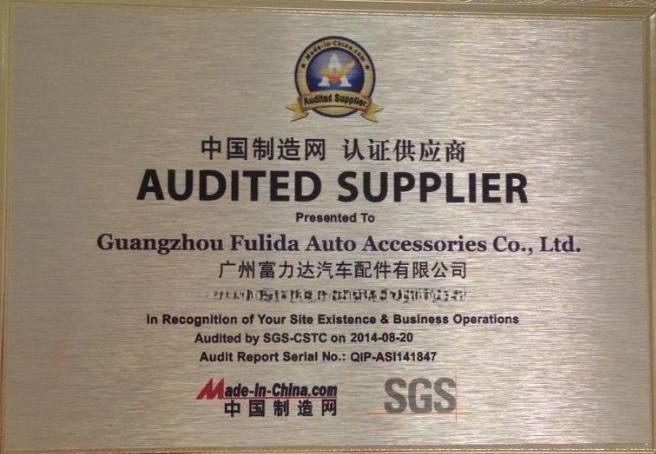 Made-in-China.com
Audited Supplier
中国制造网 认证供应商
AUDITED SUPPLIER
Presented To
Guangzhou Fulida Auto Accessories Co., Ltd.
广州富力达汽车配件有限公司
In Recognition of Your Site Existence & Business Operations
Audited by SGS-CSTC on 2014-08-20
Audit Report Serial No.: QIP-ASI141847
Made-in-China.com
中国制造网
SGS